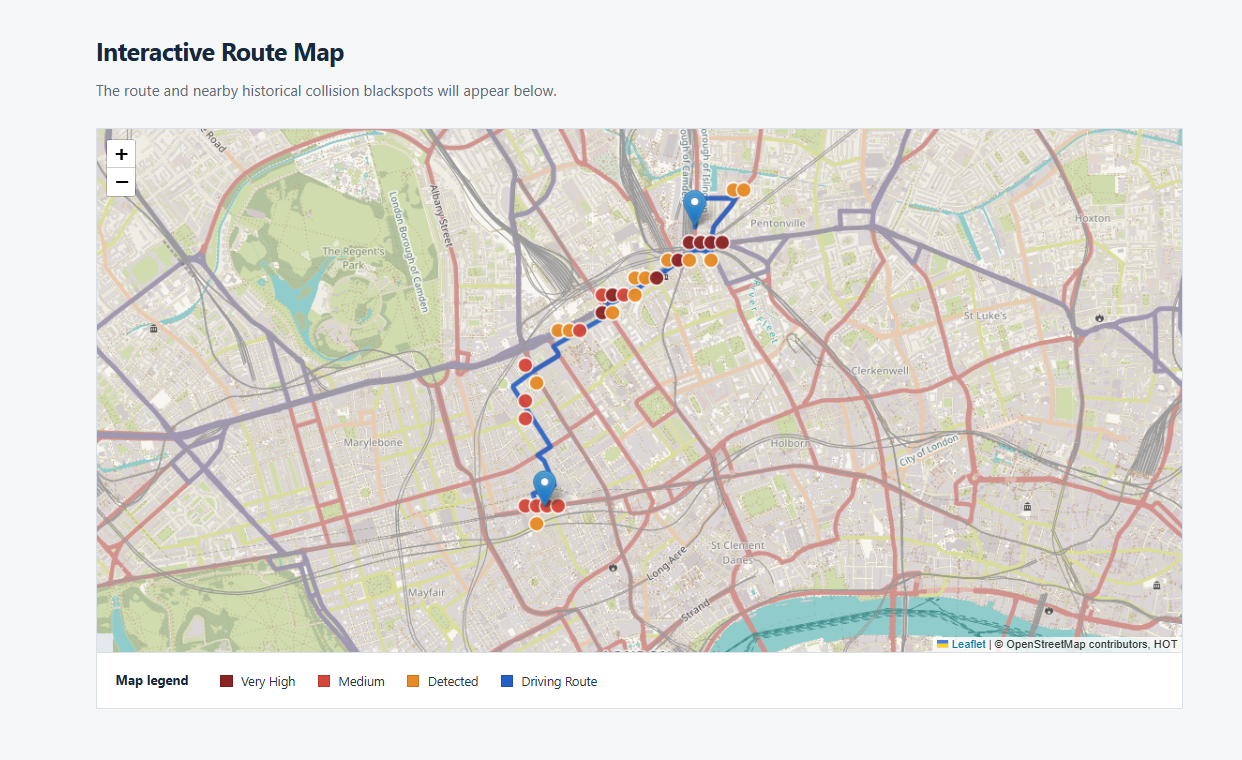 Interactive Route Map
The route and nearby historical collision blackspots will appear below.
+
−
Road
Albany Street
London Borough of Camden
The Regent's
Park
Pentonville
Hoxton
River Fleet
St Luke's
Clerkenwell
Marylebone
Holborn
City of London
St Clement
Danes
Long Acre
Mayfair
Strand
Leaflet | © OpenStreetMap contributors, HOT
Map legend
Very High
Medium
Detected
Driving Route